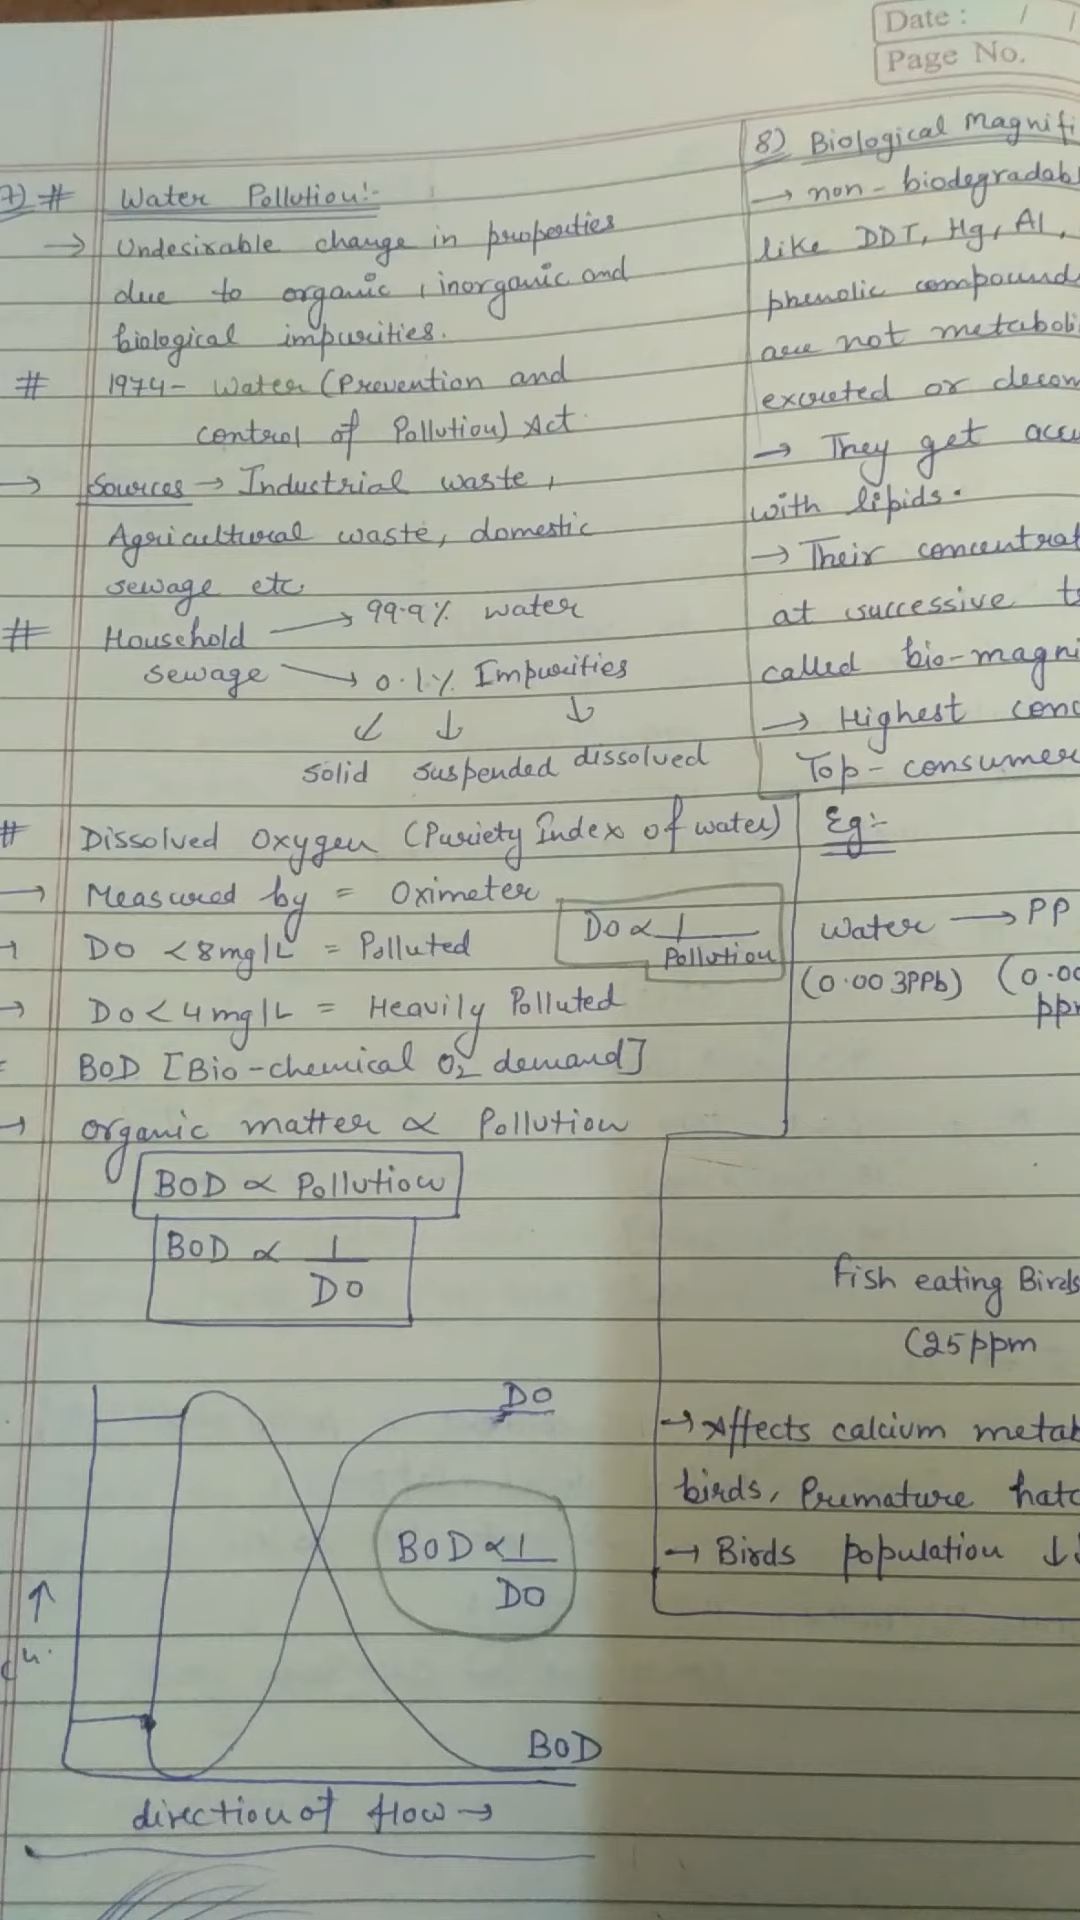 Date : / /
Page No.
7) # Water Pollution:-
→ Undesirable change in properties
due to organic, inorganic and
biological impurities.
# 1974- Water (Prevention and
control of Pollution) Act.
→ Sources → Industrial waste,
Agricultural waste, domestic
sewage etc.
# Household → 99.9% water
sewage → 0.1% Impurities
↙ ↓ ↓
solid suspended dissolved
# Dissolved Oxygen (Puriety Index of water)
→ Measured by = Oximeter
→ DO <8mg/L = Polluted
DO ∝ 1
Pollution
→ DO<4mg/L = Heavily Polluted
BOD [Bio-chemical O2 demand]
→ organic matter ∝ Pollution
BOD ∝ Pollution
BOD ∝ 1
DO
DO
BOD ∝ 1
DO
↑
BOD
direction of flow →
8) Biological Magnifi
→ non-biodegradabl
like DDT, Hg, Al,
phenolic compounds
are not metaboli
excreted or decom
→ They get accu
with lipids.
→ Their concentrat
at successive t
called bio-magni
→ Highest conc
Top-consumer
Eg:-
Water → PP
(0.003PPb) (0.00
pp
fish eating Birds
(25ppm
→ Affects calcium metab
birds, Premature hatc
→ Birds population ↓